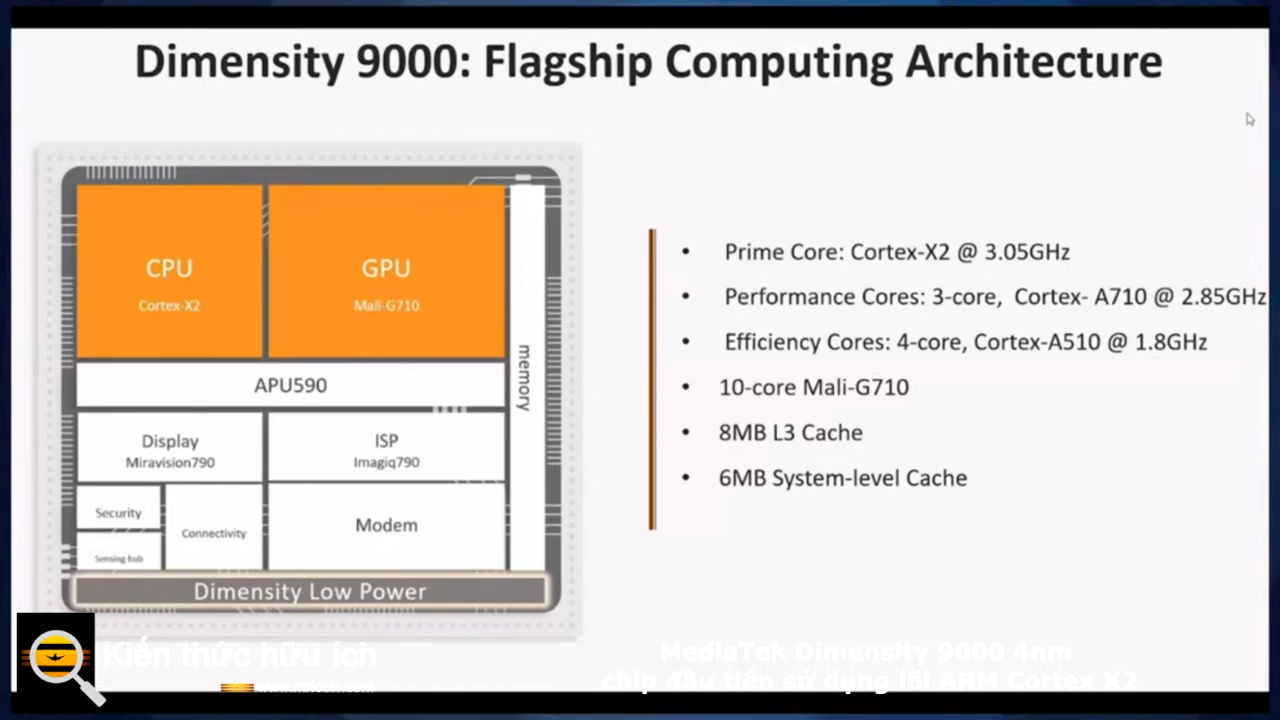 Dimensity 9000: Flagship Computing Architecture
CPU
Cortex-X2
GPU
Mali-G710
memory
APU590
Display
Miravision790
ISP
Imagiq790
Security
Sensing hub
Connectivity
Modem
Dimensity Low Power
• Prime Core: Cortex-X2 @ 3.05GHz
• Performance Cores: 3-core, Cortex- A710 @ 2.85GHz
• Efficiency Cores: 4-core, Cortex-A510 @ 1.8GHz
• 10-core Mali-G710
• 8MB L3 Cache
• 6MB System-level Cache
Kiến thức hữu ích
MediaTek Dimensity 9000 4nm
chip đầu tiên sử dụng lõi ARM Cortex X2